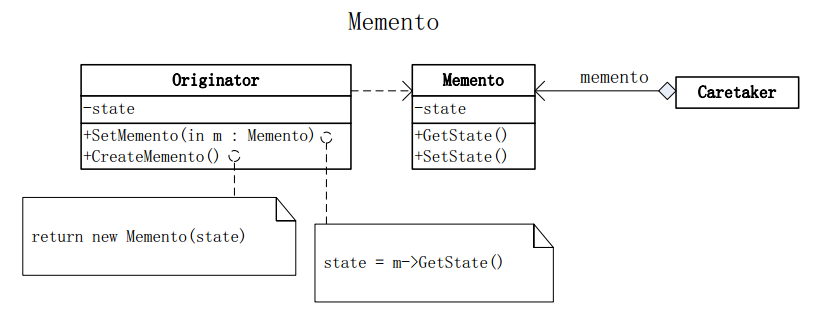 Memento
Originator
-state
+SetMemento(in m : Memento)
+CreateMemento()
Memento
-state
+GetState()
+SetState()
memento
Caretaker
return new Memento(state)
state = m->GetState()